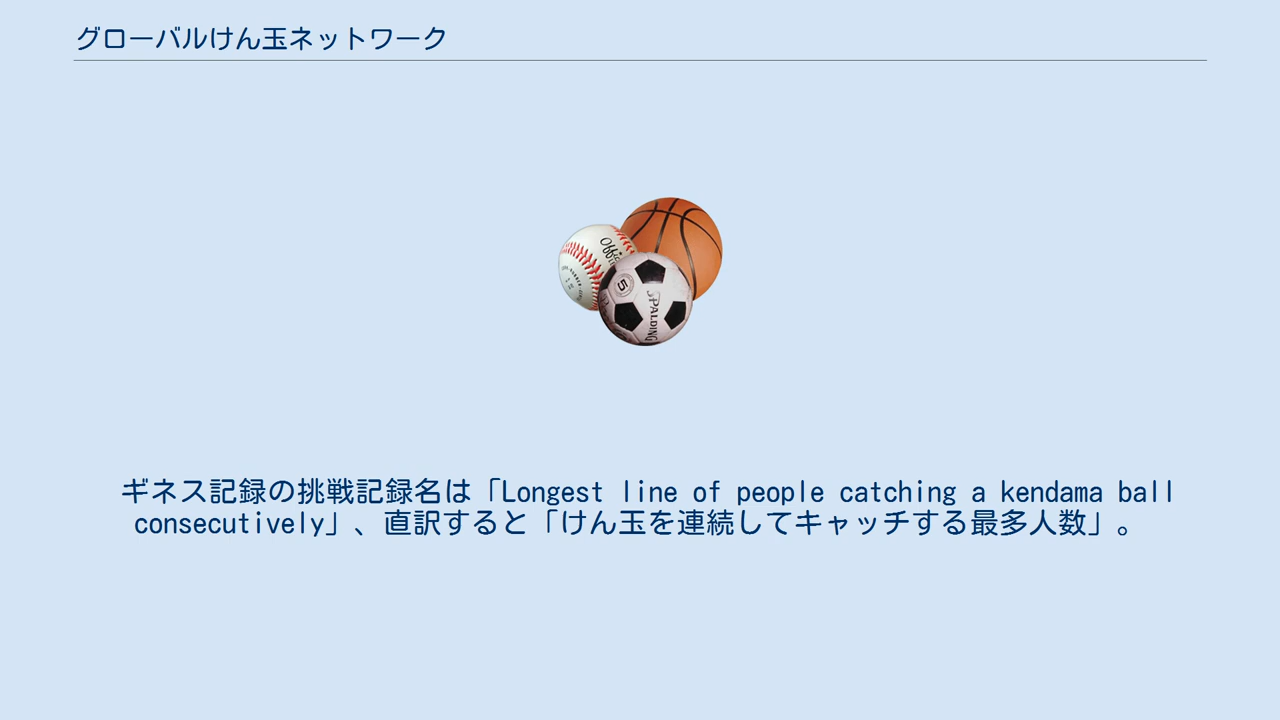 グローバルけん玉ネットワーク
Offic
5
SPALDING
ギネス記録の挑戦記録名は「Longest line of people catching a kendama ball
consecutively」、直訳すると「けん玉を連続してキャッチする最多人数」。